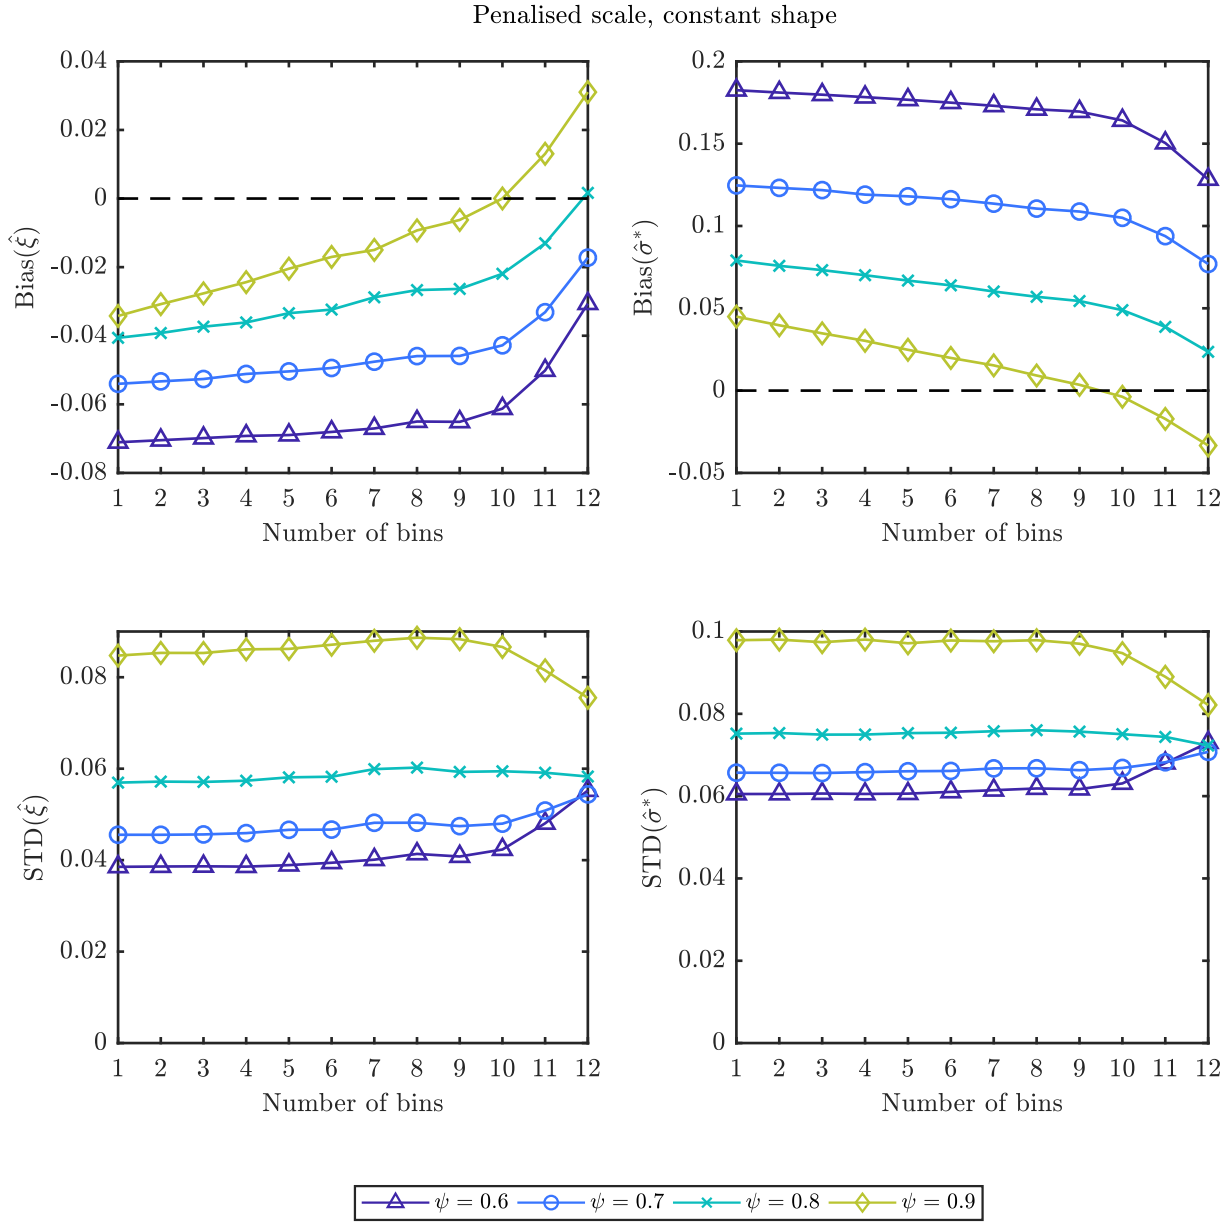 Penalised scale, constant shape
0.04
0.02
0
-0.02
-0.04
-0.06
-0.08
Bias(ξ̂)
1 2 3 4 5 6 7 8 9 10 11 12
Number of bins
0.2
0.15
0.1
0.05
0
-0.05
Bias(σ̂*)
1 2 3 4 5 6 7 8 9 10 11 12
Number of bins
0.08
0.06
0.04
0.02
0
STD(ξ̂)
1 2 3 4 5 6 7 8 9 10 11 12
Number of bins
0.1
0.08
0.06
0.04
0.02
0
STD(σ̂*)
1 2 3 4 5 6 7 8 9 10 11 12
Number of bins
ψ = 0.6 ψ = 0.7 ψ = 0.8 ψ = 0.9